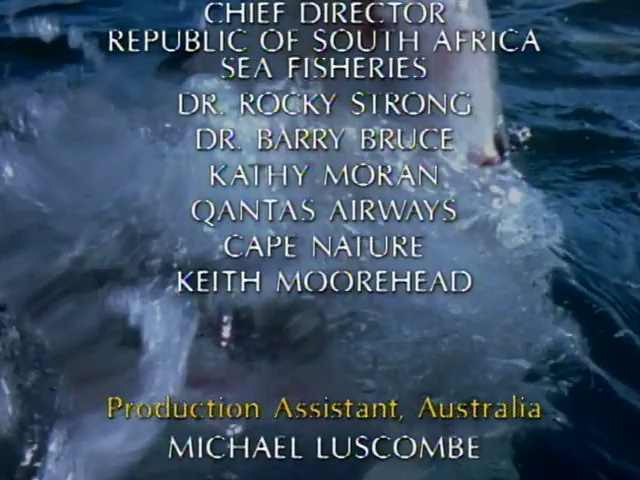 CHIEF DIRECTOR
REPUBLIC OF SOUTH AFRICA
SEA FISHERIES
DR. ROCKY STRONG
DR. BARRY BRUCE
KATHY MORAN
QANTAS AIRWAYS
CAPE NATURE
KEITH MOOREHEAD
Production Assistant, Australia
MICHAEL LUSCOMBE